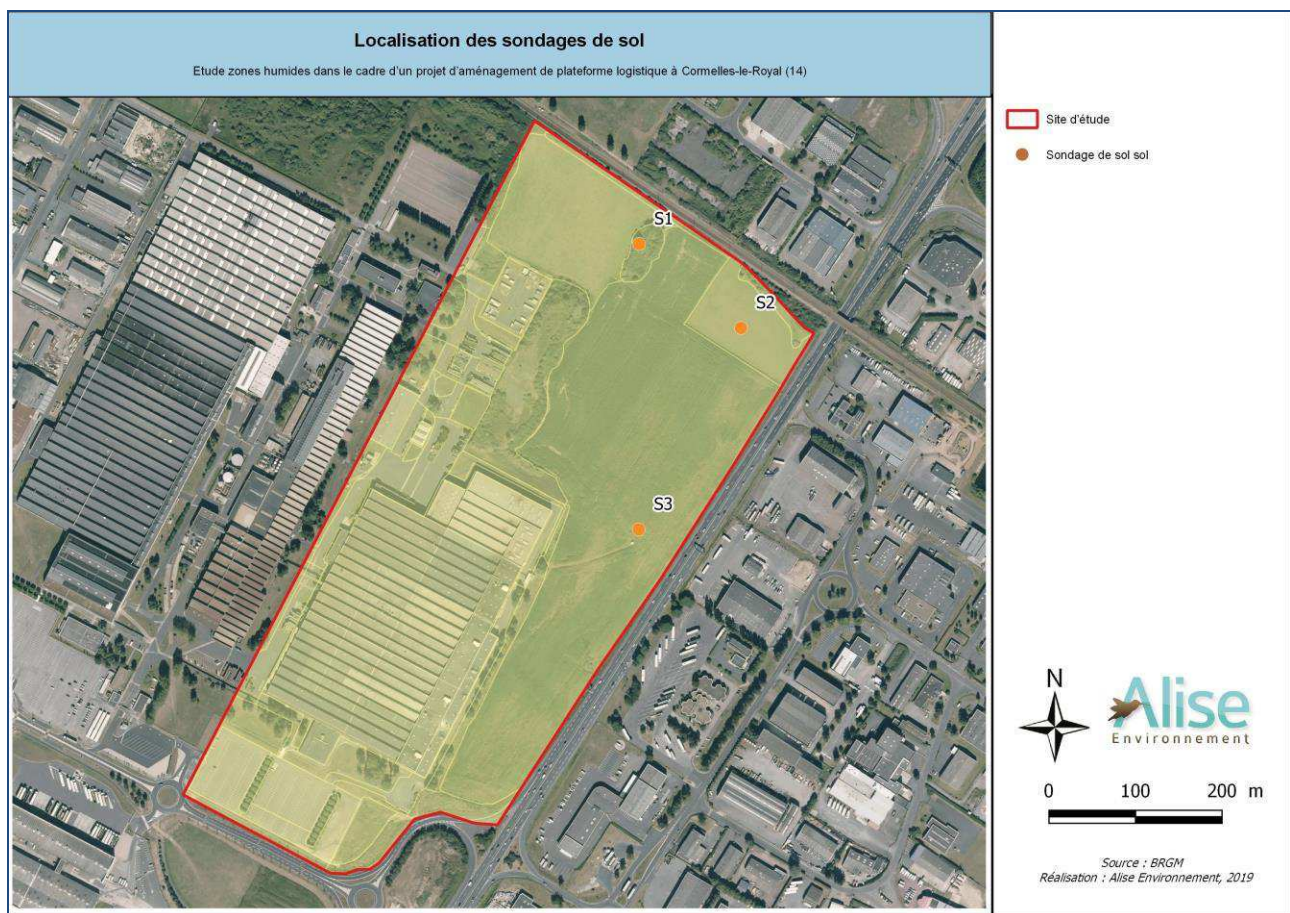 Localisation des sondages de sol
Etude zones humides dans le cadre d'un projet d'aménagement de plateforme logistique à Cormelles-le-Royal (14)
Site d'étude
Sondage de sol sol
S1
S2
S3
N
Alise
Environnement
0 100 200 m
Source : BRGM
Réalisation : Alise Environnement, 2019